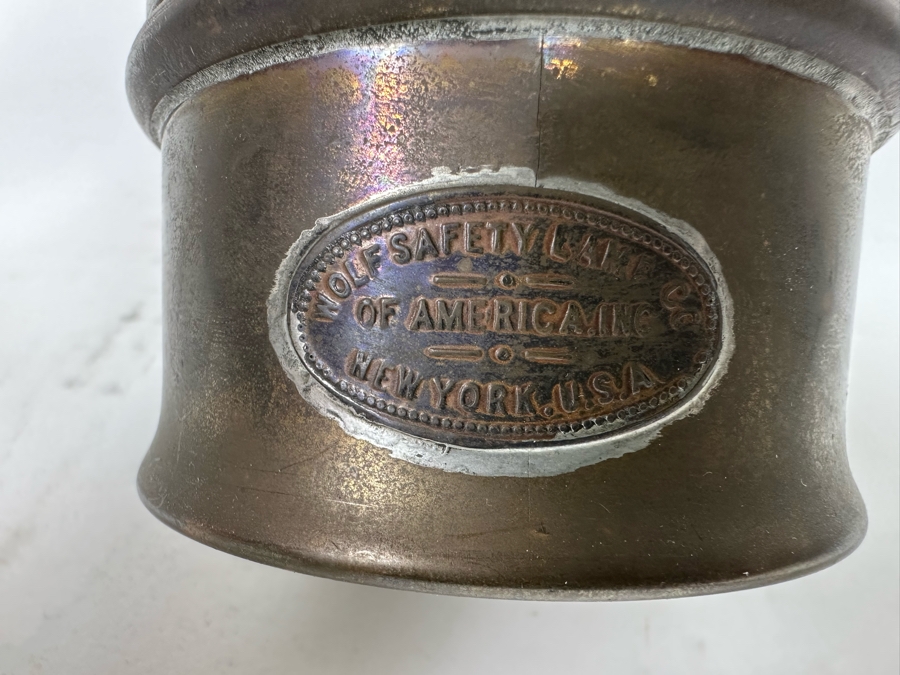 WOLF SAFETY LAMP CO
OF AMERICA.INC
NEW YORK.U.S.A